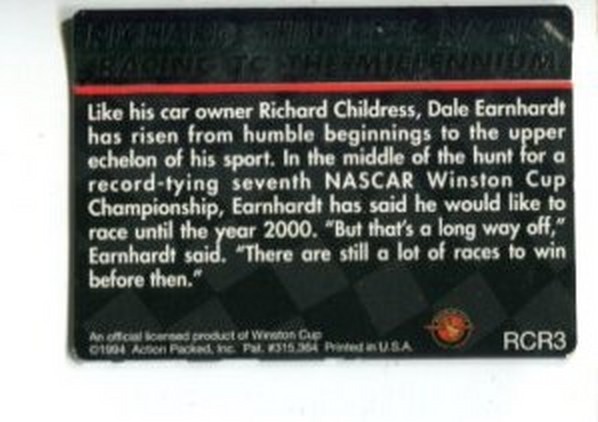 RICHARD CHILDRESS RACING
RACING TO THE MILLENNIUM
Like his car owner Richard Childress, Dale Earnhardt
has risen from humble beginnings to the upper
echelon of his sport. In the middle of the hunt for a
record-tying seventh NASCAR Winston Cup
Championship, Earnhardt has said he would like to
race until the year 2000. “But that’s a long way off,”
Earnhardt said. “There are still a lot of races to win
before then.”
An official licensed product of Winston Cup
©1994 Action Packed, Inc. Pat. #315,364 Printed in U.S.A.
RCR3